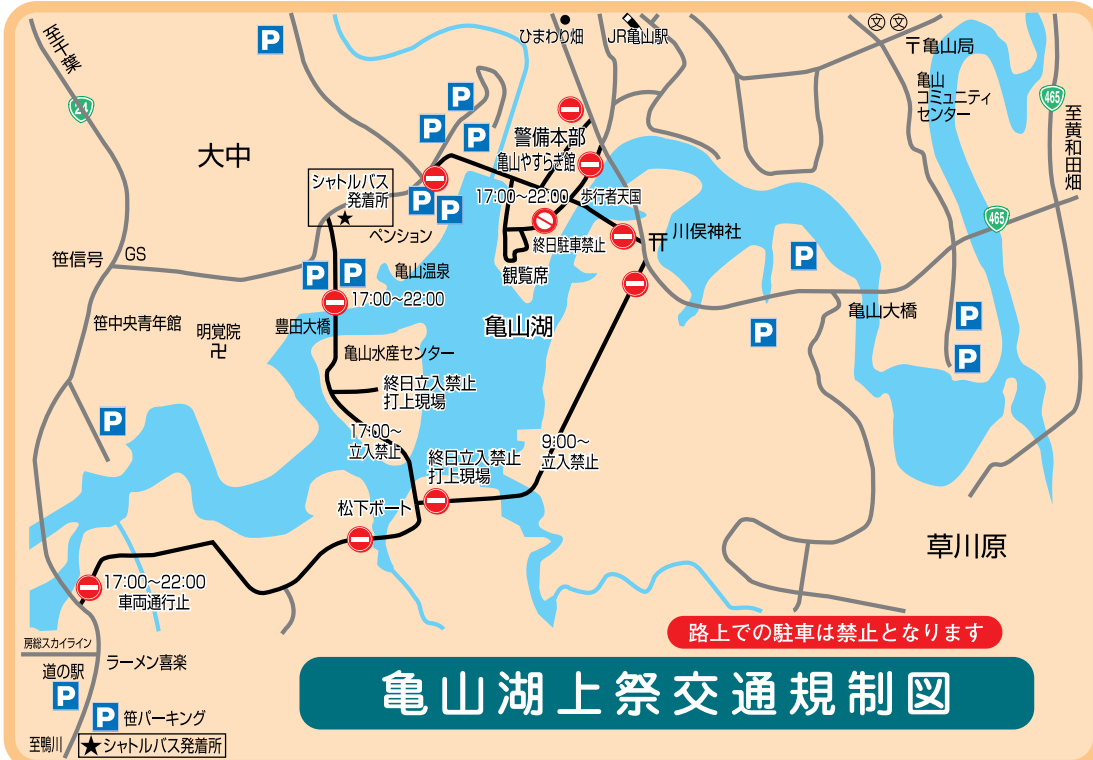 至千葉
24
P
ひまわり畑
JR亀山駅
文 文
〒亀山局
亀山
コミュニティ
センター
465
至黄和田畑
P
P
P
大中
警備本部
亀山やすらぎ館
シャトルバス
発着所
★
17:00〜22:00
歩行者天国
P
P
ペンション
終日駐車禁止
川俣神社
465
笹信号
GS
P
P
亀山温泉
観覧席
P
17:00〜22:00
笹中央青年館
明覚院
卍
豊田大橋
亀山湖
亀山大橋
P
P
P
亀山水産センター
終日立入禁止
打上現場
P
17:00〜
立入禁止
終日立入禁止
打上現場
9:00〜
立入禁止
松下ボート
草川原
17:00〜22:00
車両通行止
路上での駐車は禁止となります
房総スカイライン
道の駅
P
ラーメン喜楽
亀山湖上祭交通規制図
P
笹パーキング
至鴨川
★シャトルバス発着所